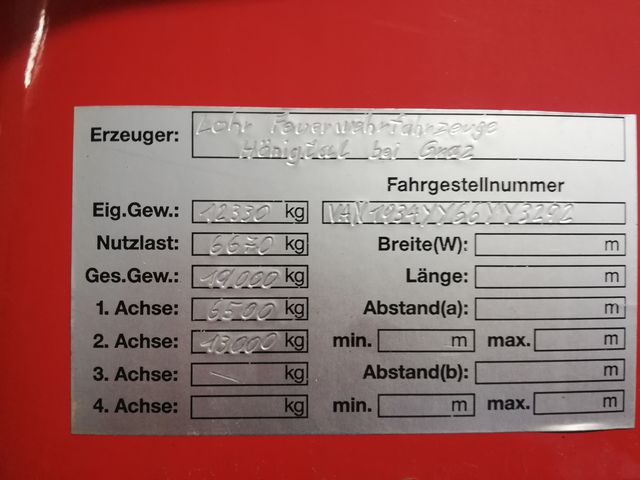 Erzeuger: Lohr Feuerwehrfahrzeuge
Hönigtal bei Graz
Fahrgestellnummer
Eig.Gew.: 12330 kg VAN1934YY66YY3292
Nutzlast: 6670 kg Breite(W): m
Ges.Gew.: 19000 kg Länge: m
1. Achse: 6500 kg Abstand(a): m
2. Achse: 13000 kg min. m max. m
3. Achse: kg Abstand(b): m
4. Achse: kg min. m max. m